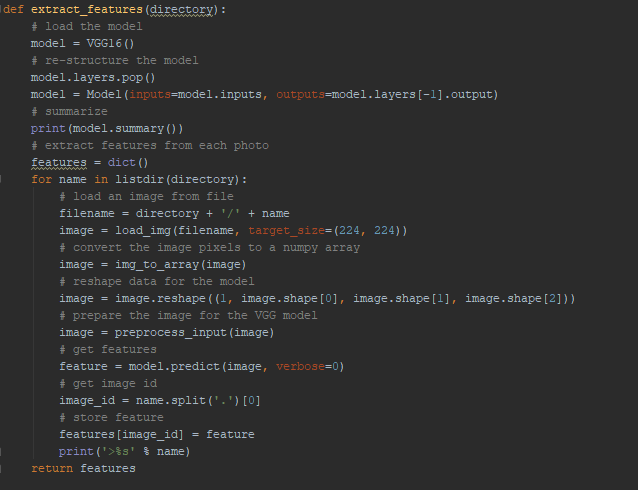 def extract_features(directory):
    # load the model
    model = VGG16()
    # re-structure the model
    model.layers.pop()
    model = Model(inputs=model.inputs, outputs=model.layers[-1].output)
    # summarize
    print(model.summary())
    # extract features from each photo
    features = dict()
    for name in listdir(directory):
        # load an image from file
        filename = directory + '/' + name
        image = load_img(filename, target_size=(224, 224))
        # convert the image pixels to a numpy array
        image = img_to_array(image)
        # reshape data for the model
        image = image.reshape((1, image.shape[0], image.shape[1], image.shape[2]))
        # prepare the image for the VGG model
        image = preprocess_input(image)
        # get features
        feature = model.predict(image, verbose=0)
        # get image id
        image_id = name.split('.')[0]
        # store feature
        features[image_id] = feature
        print('>%s' % name)
    return features